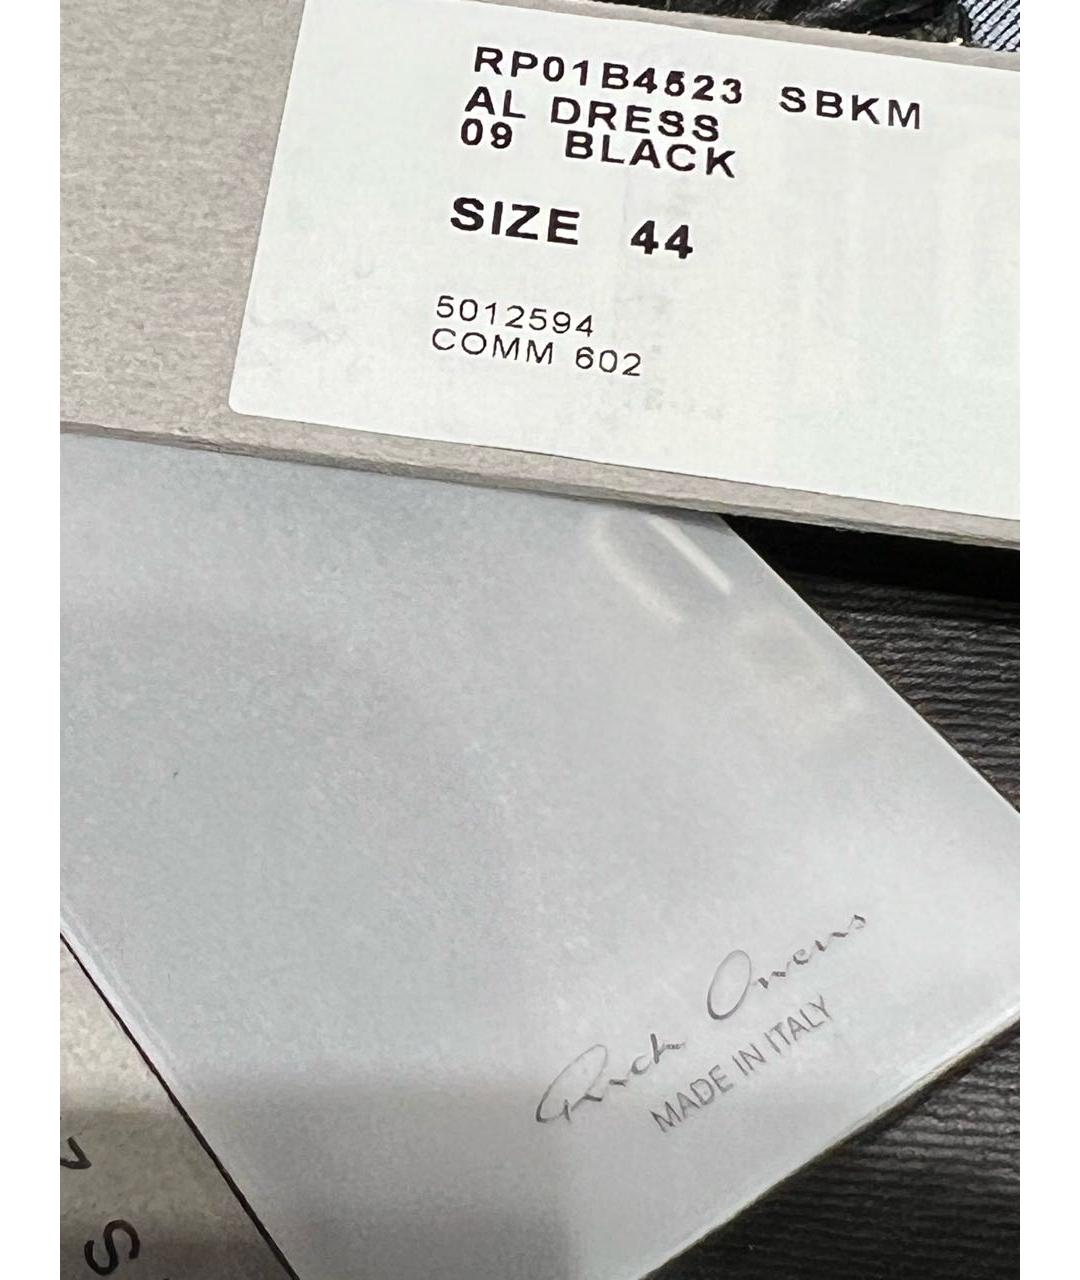 RP01B4523 SBKM
AL DRESS
09 BLACK
SIZE 44
5012594
COMM 602
Rick Owens
MADE IN ITALY
S